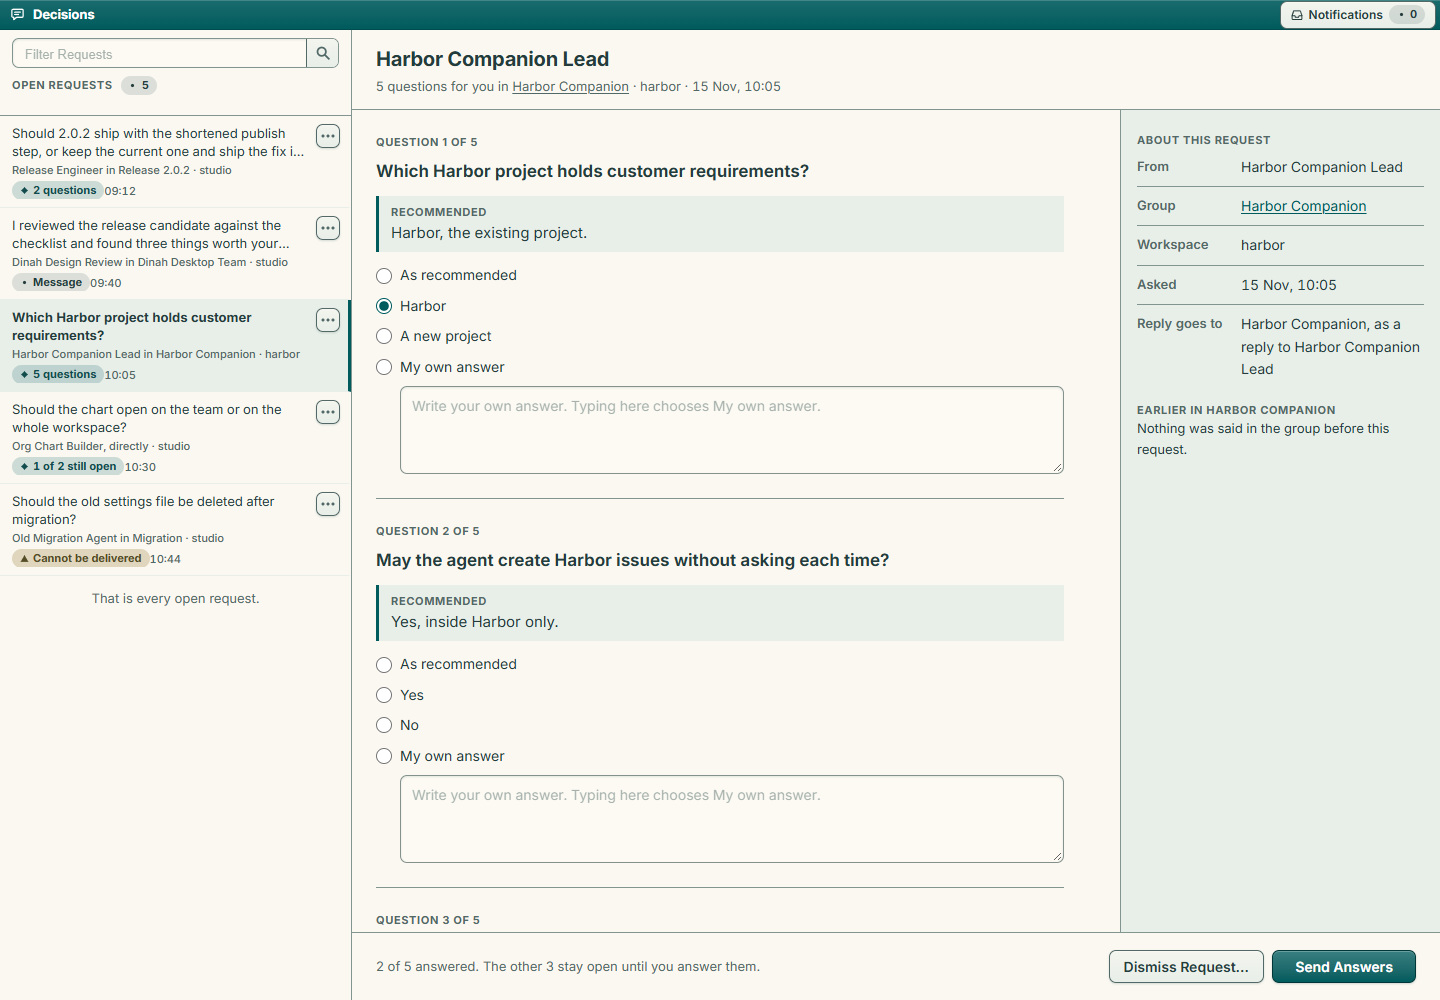 Decisions
Notifications • 0
Filter Requests
OPEN REQUESTS • 5
Should 2.0.2 ship with the shortened publish
step, or keep the current one and ship the fix i...
Release Engineer in Release 2.0.2 · studio
2 questions 09:12
I reviewed the release candidate against the
checklist and found three things worth your...
Dinah Design Review in Dinah Desktop Team · studio
Message 09:40
Which Harbor project holds customer
requirements?
Harbor Companion Lead in Harbor Companion · harbor
5 questions 10:05
Should the chart open on the team or on the
whole workspace?
Org Chart Builder, directly · studio
1 of 2 still open 10:30
Should the old settings file be deleted after
migration?
Old Migration Agent in Migration · studio
Cannot be delivered 10:44
That is every open request.
Harbor Companion Lead
5 questions for you in Harbor Companion · harbor · 15 Nov, 10:05
QUESTION 1 OF 5
Which Harbor project holds customer requirements?
RECOMMENDED
Harbor, the existing project.
As recommended
Harbor
A new project
My own answer
Write your own answer. Typing here chooses My own answer.
QUESTION 2 OF 5
May the agent create Harbor issues without asking each time?
RECOMMENDED
Yes, inside Harbor only.
As recommended
Yes
No
My own answer
Write your own answer. Typing here chooses My own answer.
QUESTION 3 OF 5
ABOUT THIS REQUEST
From Harbor Companion Lead
Group Harbor Companion
Workspace harbor
Asked 15 Nov, 10:05
Reply goes to Harbor Companion, as a
reply to Harbor Companion
Lead
EARLIER IN HARBOR COMPANION
Nothing was said in the group before this
request.
2 of 5 answered. The other 3 stay open until you answer them.
Dismiss Request...
Send Answers